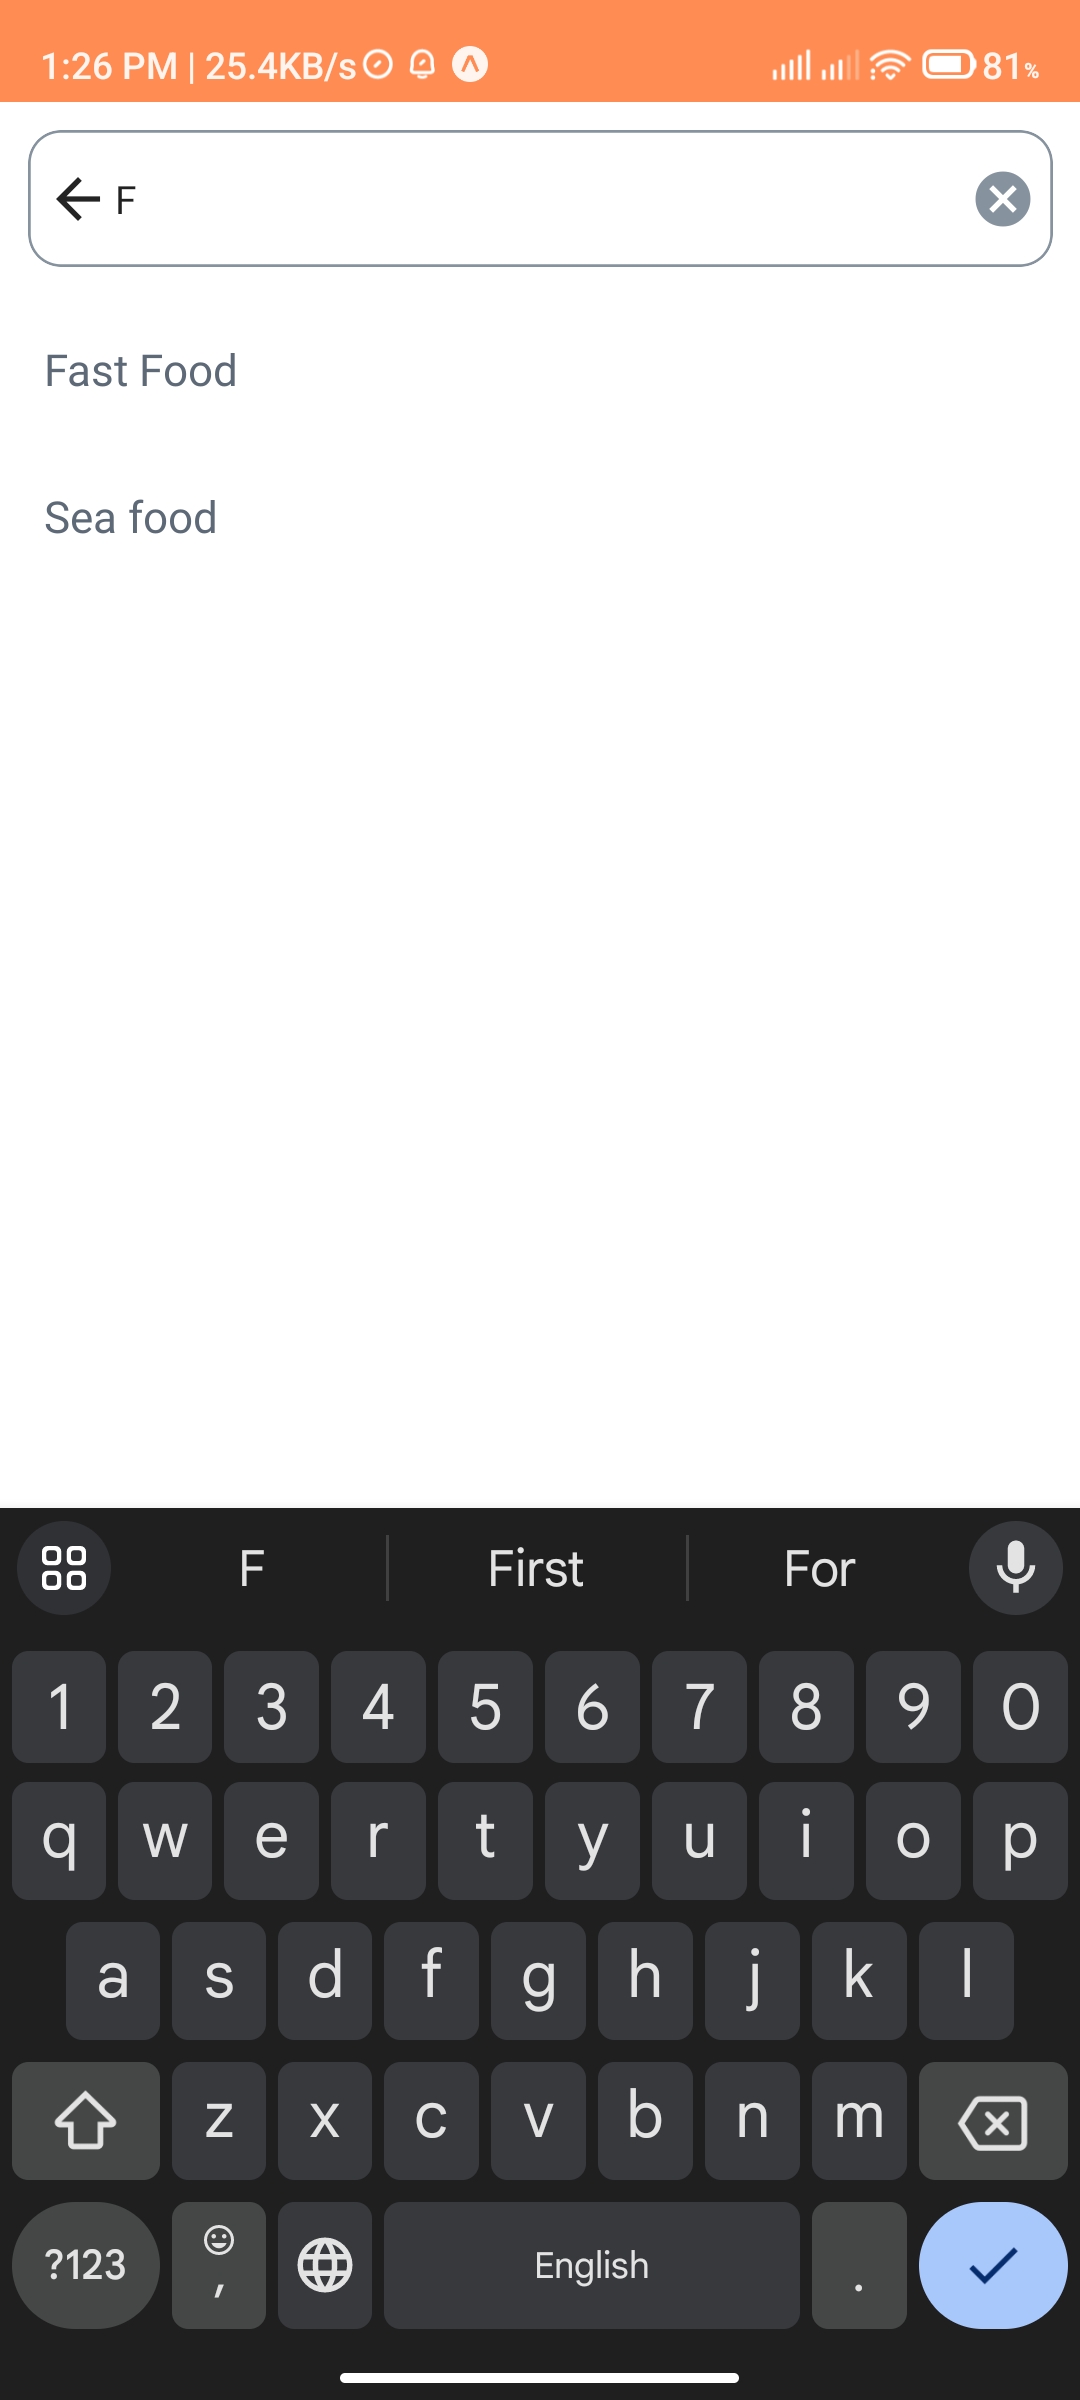 1:26 PM | 25.4KB/s 81%
F
Fast Food
Sea food
F First For
1 2 3 4 5 6 7 8 9 0
q w e r t y u i o p
a s d f g h j k l
z x c v b n m
?123 , English .